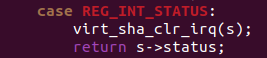 case REG_INT_STATUS:
virt_sha_clr_irq(s);
return s->status;